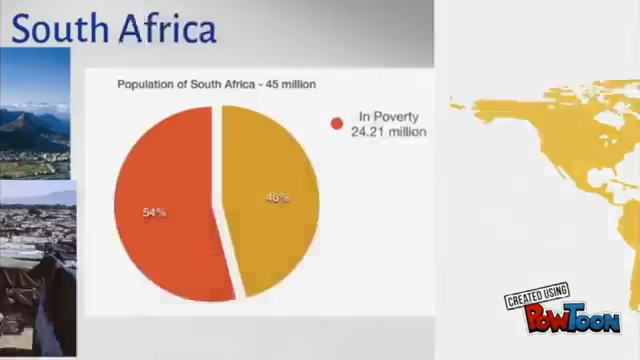 South Africa
Population of South Africa - 45 million
In Poverty
24.21 million
54%
46%
CREATED USING
POWTOON